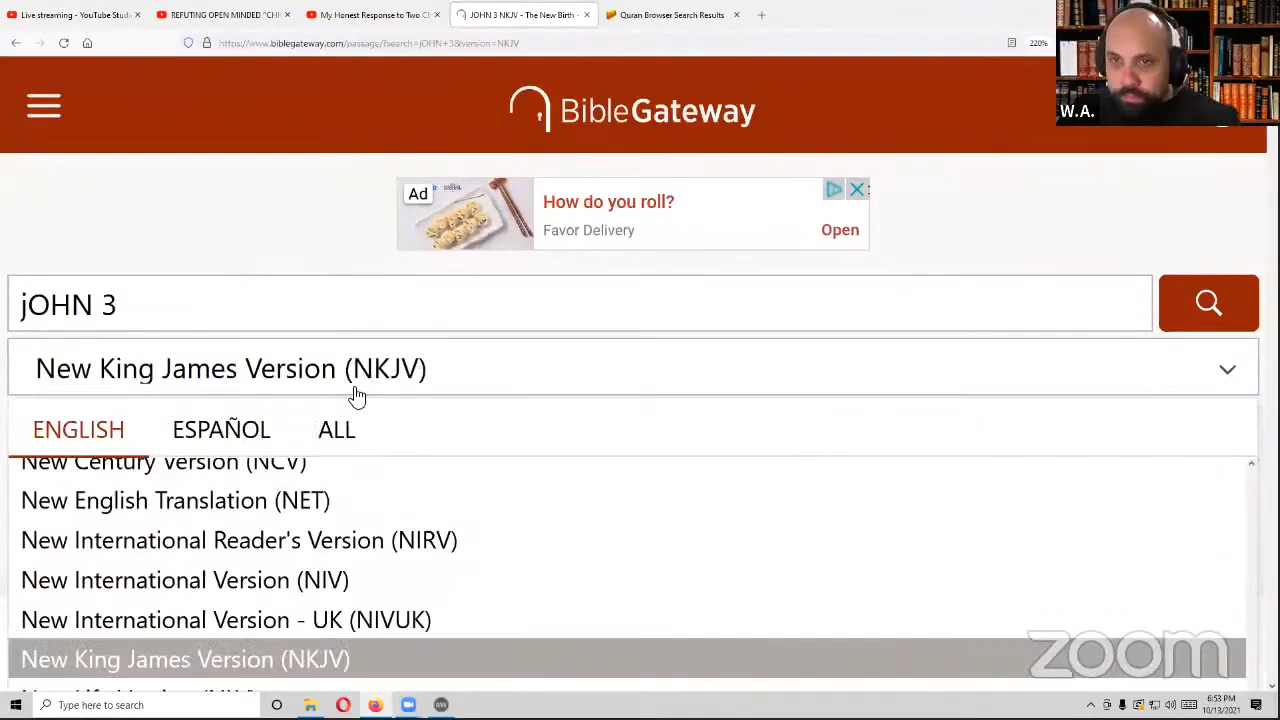 Live streaming - YouTube Studi
REFUTING OPEN MINDED "CHI
My Honest Response to Two Ch
JOHN 3 NKJV - The New Birth -
Quran Browser Search Results
https://www.biblegateway.com/passage/?search=jOHN+3&version=NKJV
220%
BibleGateway
W.A.
Ad
How do you roll?
Favor Delivery
Open
jOHN 3
New King James Version (NKJV)
ENGLISH ESPAÑOL ALL
New Century Version (NCV)
New English Translation (NET)
New International Reader's Version (NIRV)
New International Version (NIV)
New International Version - UK (NIVUK)
New King James Version (NKJV)
zoom
Type here to search
RW
6:53 PM
10/13/2021